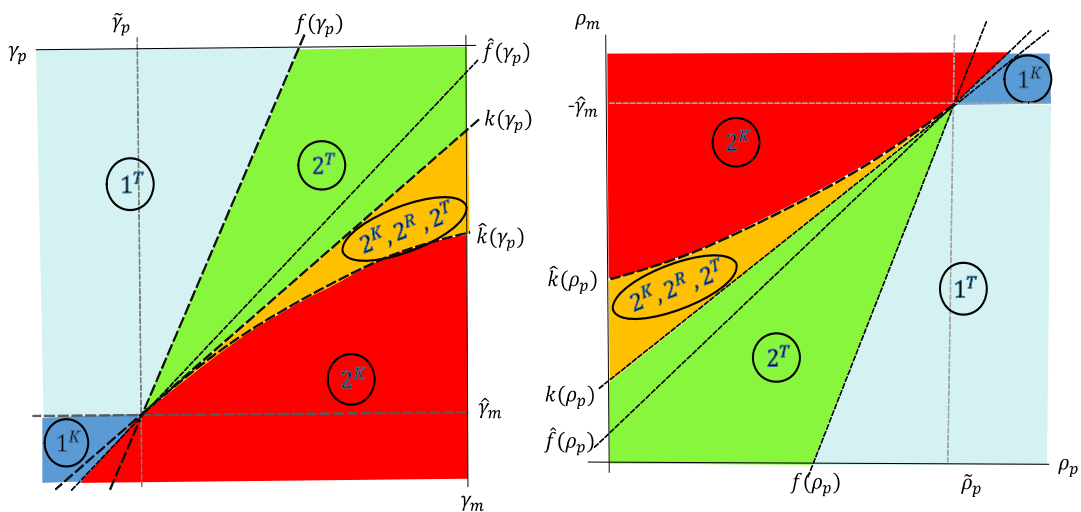 γ̃ₚ
f(γₚ)
γₚ
f̂(γₚ)
k(γₚ)
1ᵀ
2ᵀ
2ᴷ, 2ᴿ, 2ᵀ
k̂(γₚ)
2ᴷ
γ̂ₘ
1ᴷ
γₘ
ρₘ
1ᴷ
-γ̂ₘ
2ᴷ
k̂(ρₚ)
2ᴷ, 2ᴿ, 2ᵀ
1ᵀ
2ᵀ
k(ρₚ)
f̂(ρₚ)
f(ρₚ)
ρ̃ₚ
ρₚ